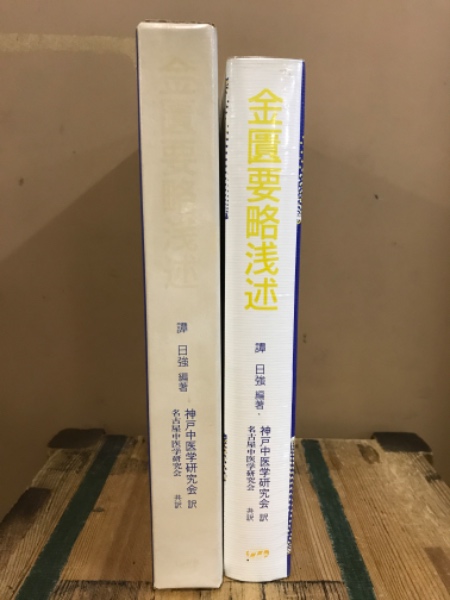 金匱要略浅述
譚日強 編著
神戸中医学研究会 訳
名古屋中医学研究会 共訳
金匱要略浅述
譚日強 編著
神戸中医学研究会 訳
名古屋中医学研究会 共訳